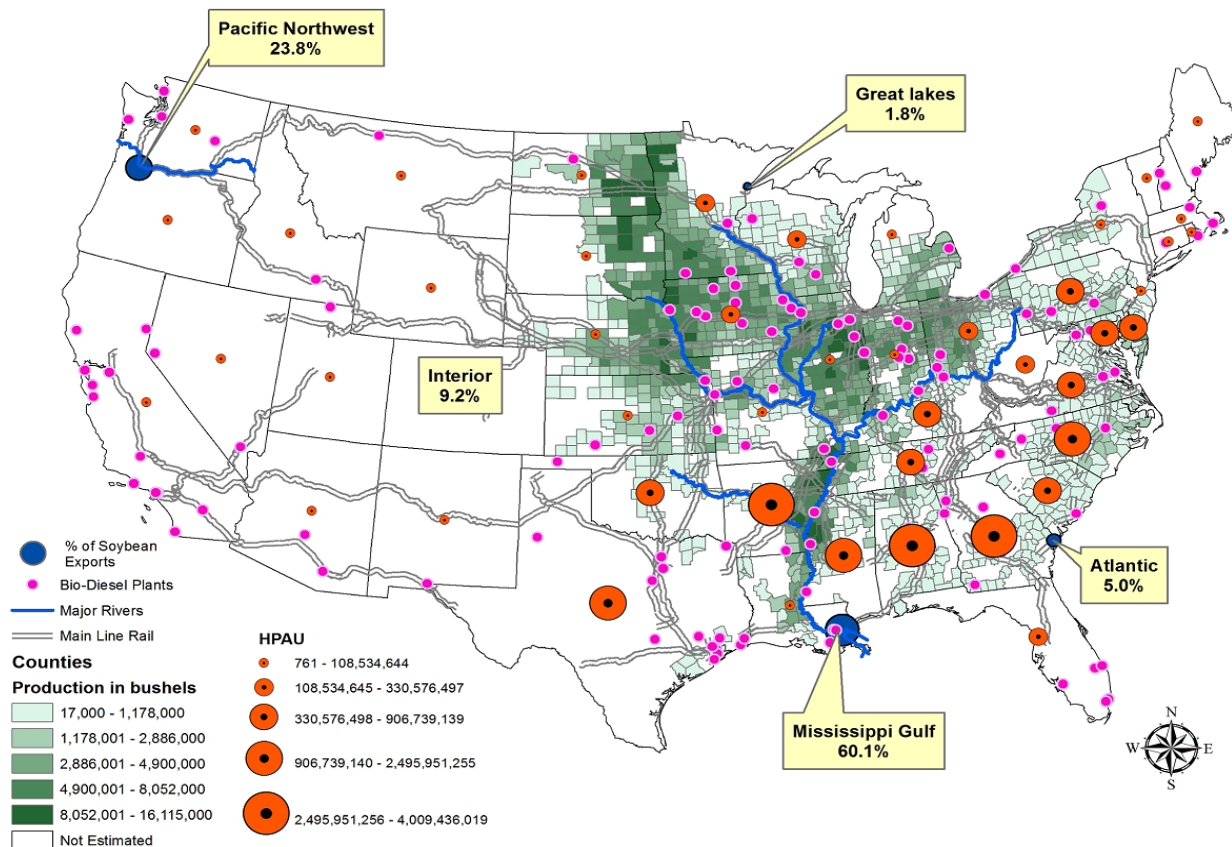 Pacific Northwest
23.8%
Great lakes
1.8%
Interior
9.2%
Atlantic
5.0%
Mississippi Gulf
60.1%
% of Soybean
Exports
Bio-Diesel Plants
Major Rivers
Main Line Rail
Counties
Production in bushels
17,000 - 1,178,000
1,178,001 - 2,886,000
2,886,001 - 4,900,000
4,900,001 - 8,052,000
8,052,001 - 16,115,000
Not Estimated
HPAU
761 - 108,534,644
108,534,645 - 330,576,497
330,576,498 - 906,739,139
906,739,140 - 2,495,951,255
2,495,951,256 - 4,009,436,019
N
W E
S